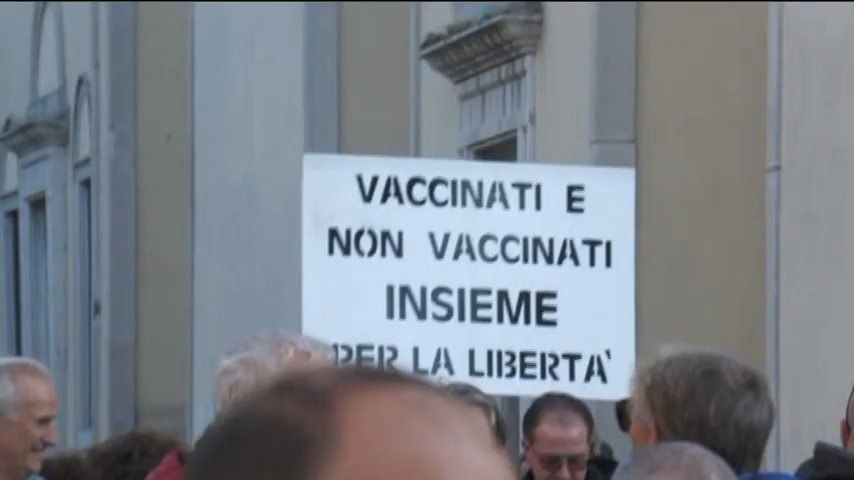 VACCINATI E
NON VACCINATI
INSIEME
PER LA LIBERTA'